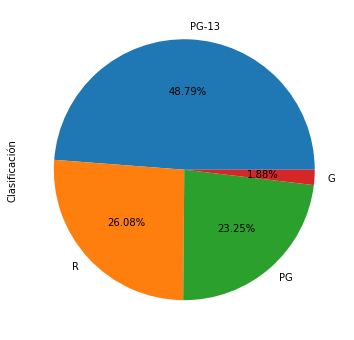 PG-13
48.79%
Clasificación
1.88%
G
26.08%
23.25%
R
PG